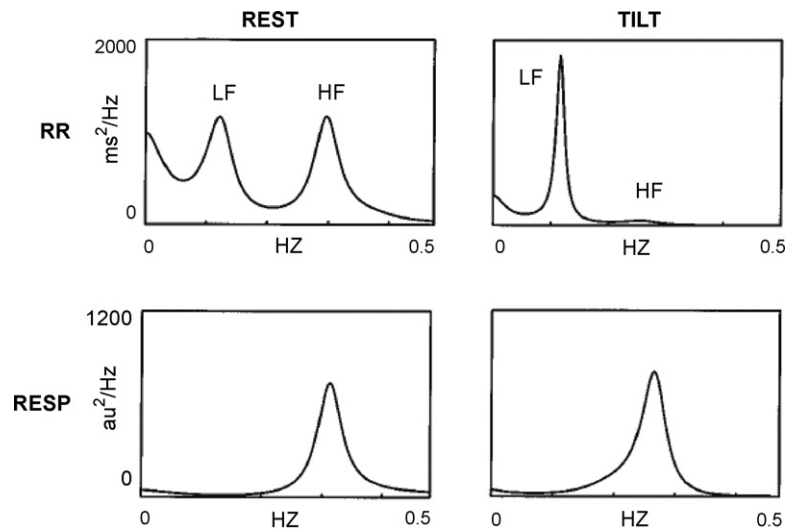 REST
TILT
RR
ms²/Hz
2000
0
LF
HF
0
HZ
0.5
LF
HF
0
HZ
0.5
RESP
au²/Hz
1200
0
0
HZ
0.5
0
HZ
0.5